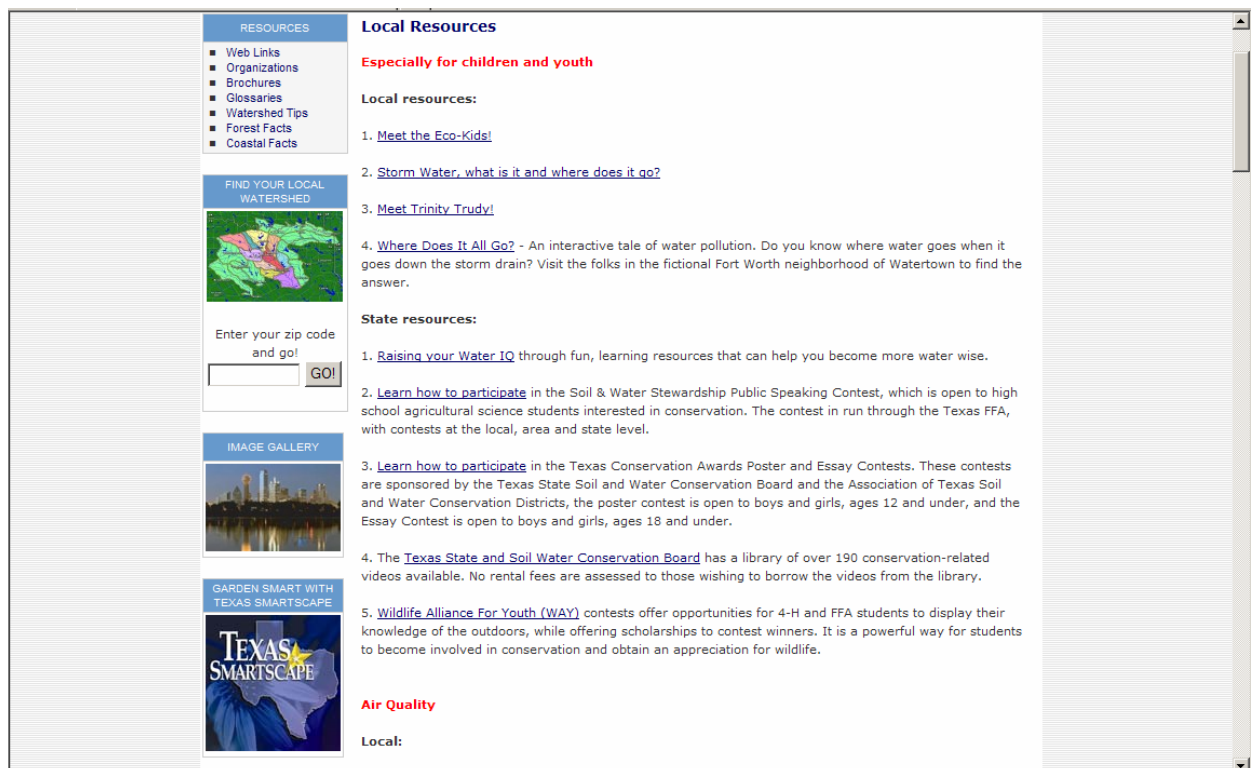 RESOURCES
Web Links
Organizations
Brochures
Glossaries
Watershed Tips
Forest Facts
Coastal Facts
FIND YOUR LOCAL
WATERSHED
Enter your zip code
and go!
GO!
IMAGE GALLERY
GARDEN SMART WITH
TEXAS SMARTSCAPE
TEXAS
SMARTSCAPE
Local Resources
Especially for children and youth
Local resources:
1. Meet the Eco-Kids!
2. Storm Water, what is it and where does it go?
3. Meet Trinity Trudy!
4. Where Does It All Go? - An interactive tale of water pollution. Do you know where water goes when it
goes down the storm drain? Visit the folks in the fictional Fort Worth neighborhood of Watertown to find the
answer.
State resources:
1. Raising your Water IQ through fun, learning resources that can help you become more water wise.
2. Learn how to participate in the Soil & Water Stewardship Public Speaking Contest, which is open to high
school agricultural science students interested in conservation. The contest in run through the Texas FFA,
with contests at the local, area and state level.
3. Learn how to participate in the Texas Conservation Awards Poster and Essay Contests. These contests
are sponsored by the Texas State Soil and Water Conservation Board and the Association of Texas Soil
and Water Conservation Districts, the poster contest is open to boys and girls, ages 12 and under, and the
Essay Contest is open to boys and girls, ages 18 and under.
4. The Texas State and Soil Water Conservation Board has a library of over 190 conservation-related
videos available. No rental fees are assessed to those wishing to borrow the videos from the library.
5. Wildlife Alliance For Youth (WAY) contests offer opportunities for 4-H and FFA students to display their
knowledge of the outdoors, while offering scholarships to contest winners. It is a powerful way for students
to become involved in conservation and obtain an appreciation for wildlife.
Air Quality
Local: